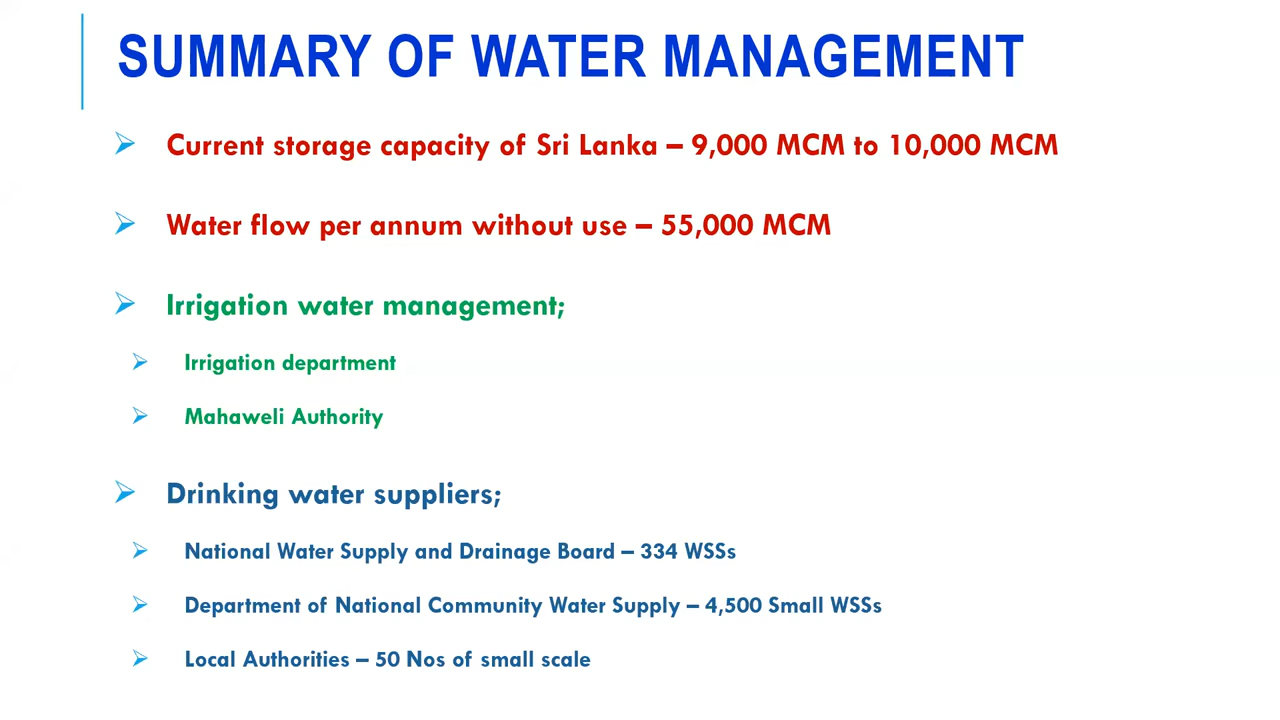 SUMMARY OF WATER MANAGEMENT
Current storage capacity of Sri Lanka – 9,000 MCM to 10,000 MCM
Water flow per annum without use – 55,000 MCM
Irrigation water management;
Irrigation department
Mahaweli Authority
Drinking water suppliers;
National Water Supply and Drainage Board – 334 WSSs
Department of National Community Water Supply – 4,500 Small WSSs
Local Authorities – 50 Nos of small scale